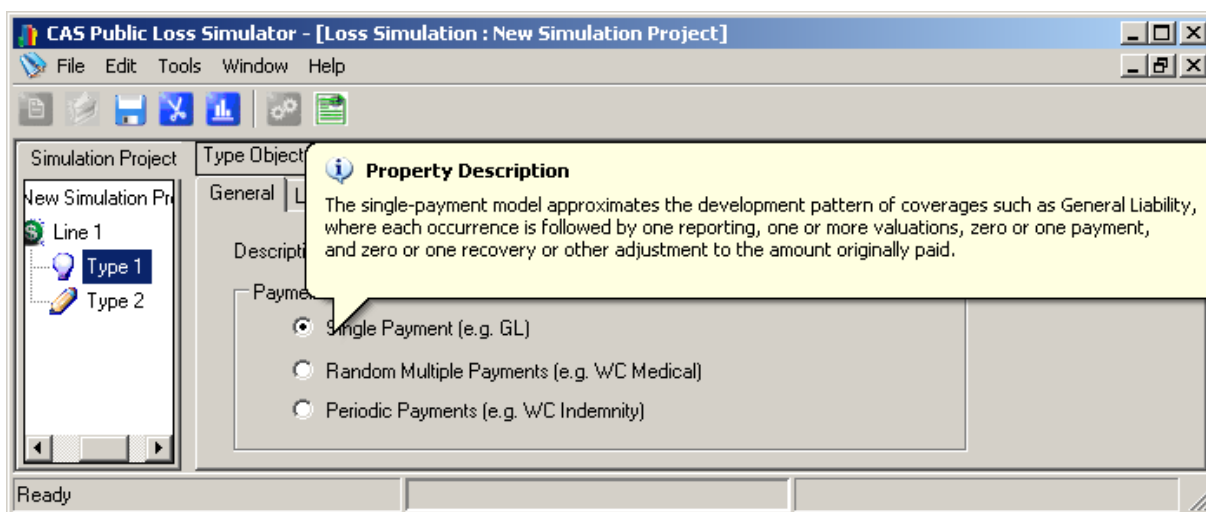 CAS Public Loss Simulator - [Loss Simulation : New Simulation Project]
File Edit Tools Window Help
Simulation Project
New Simulation
Line 1
Type 1
Type 2
Type Object
General
Property Description
The single-payment model approximates the development pattern of coverages such as General Liability,
where each occurrence is followed by one reporting, one or more valuations, zero or one payment,
and zero or one recovery or other adjustment to the amount originally paid.
Single Payment (e.g. GL)
Random Multiple Payments (e.g. WC Medical)
Periodic Payments (e.g. WC Indemnity)
Ready